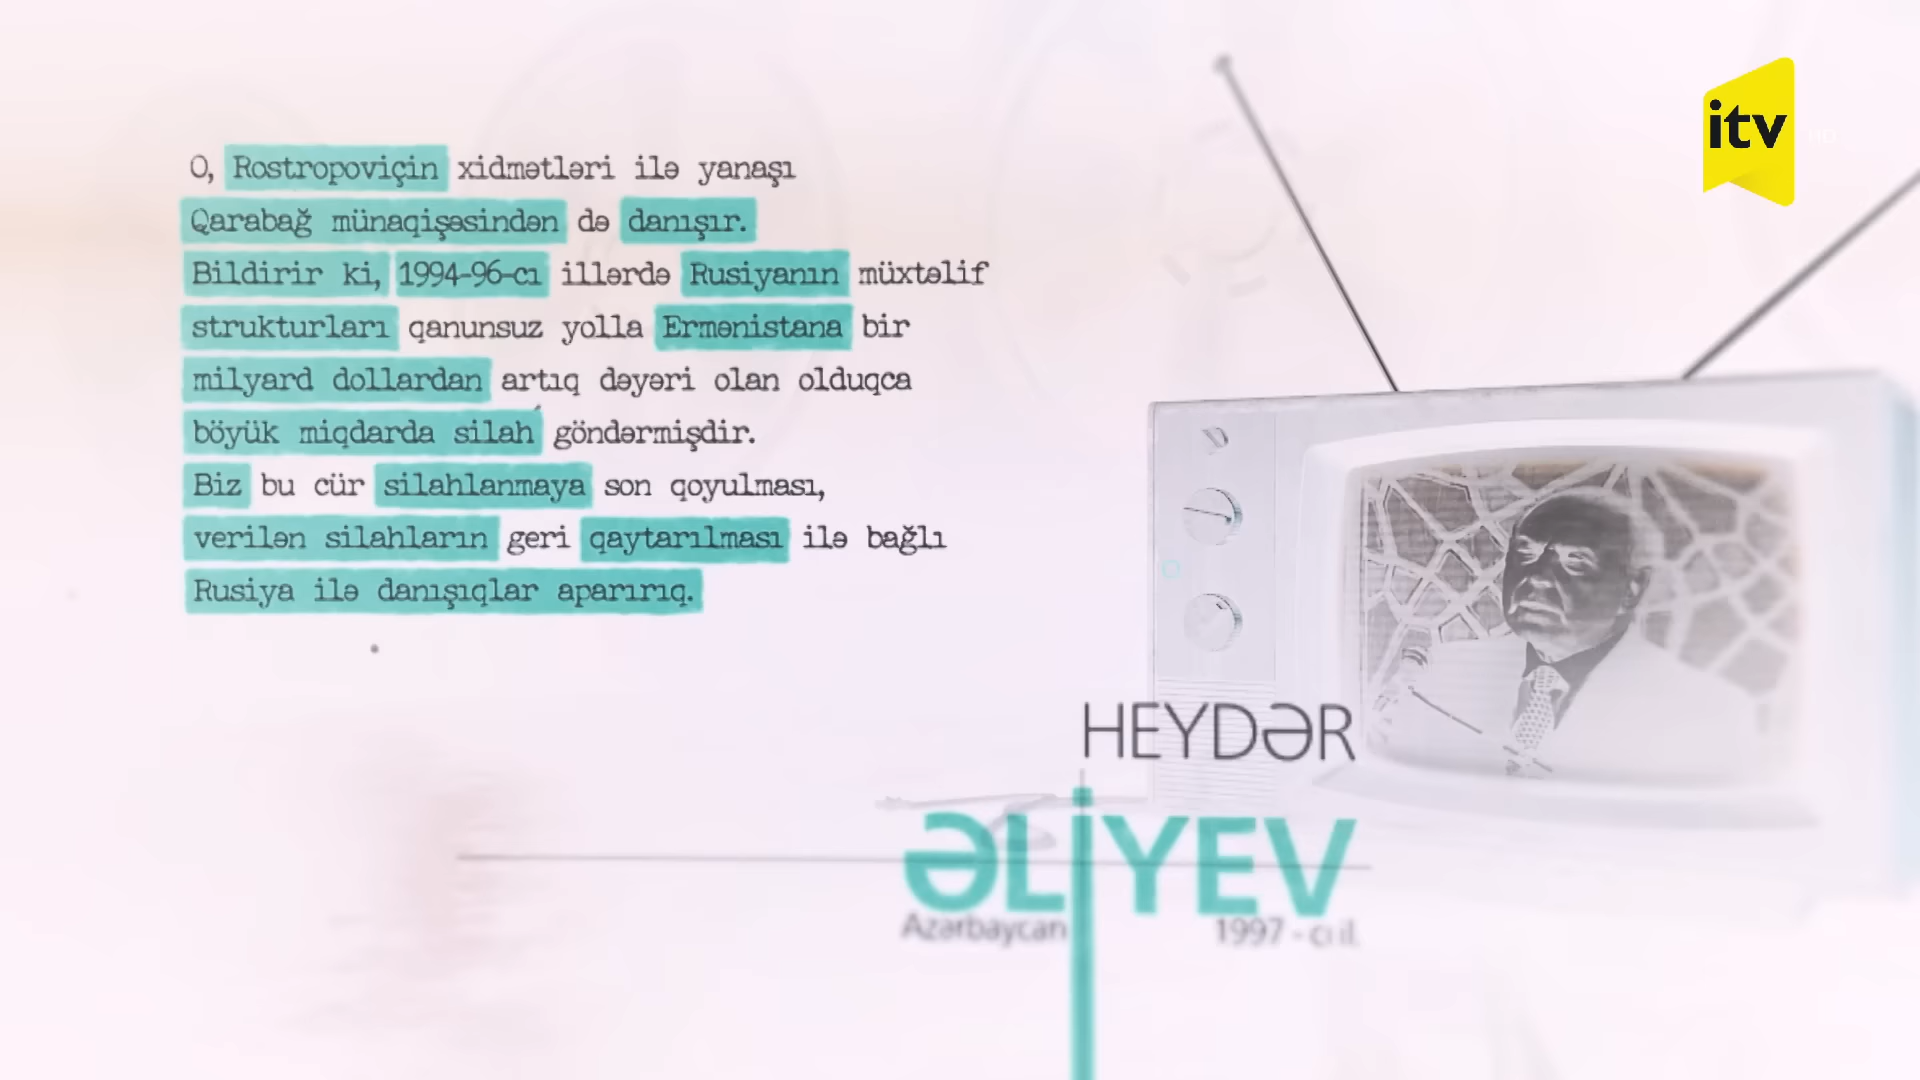 O, Rostropoviçin xidmətləri ilə yanaşı
Qarabağ münaqişəsindən də danışır.
Bildirir ki, 1994-96-cı illərdə Rusiyanın müxtəlif
strukturları qanunsuz yolla Ermənistana bir
milyard dollardan artıq dəyəri olan olduqca
böyük miqdarda silah göndərmişdir.
Biz bu cür silahlanmaya son qoyulması,
verilən silahların geri qaytarılması ilə bağlı
Rusiya ilə danışıqlar aparırıq.
itv
HD
HEYDƏR
ƏLİYEV
Azərbaycan 1997 - ci il.